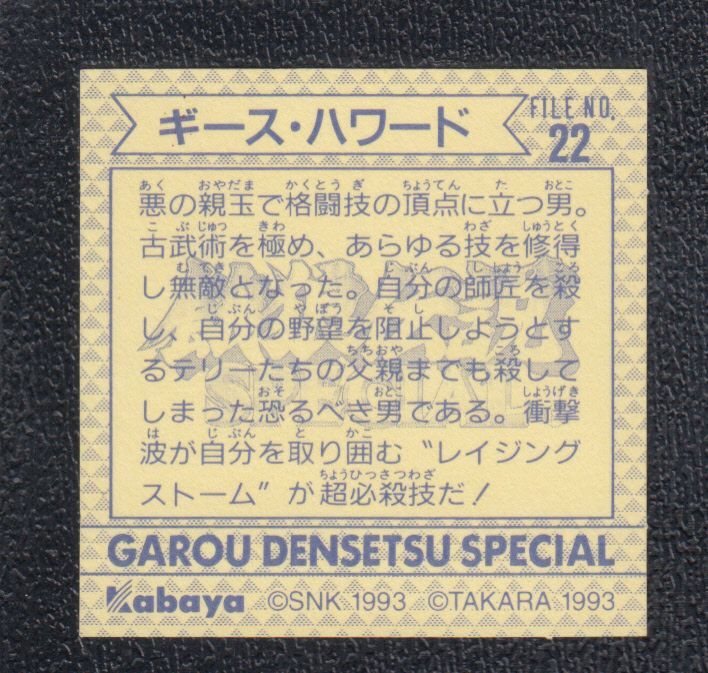 ギース・ハワード
FILE NO.
22
悪の親玉で格闘技の頂点に立つ男。
古武術を極め、あらゆる技を修得
し無敵となった。自分の師匠を殺
し、自分の野望を阻止しようとす
るテリーたちの父親までも殺して
しまった恐るべき男である。衝撃
波が自分を取り囲む“レイジング
ストーム”が超必殺技だ!
GAROU DENSETSU SPECIAL
Kabaya ©SNK 1993 ©TAKARA 1993